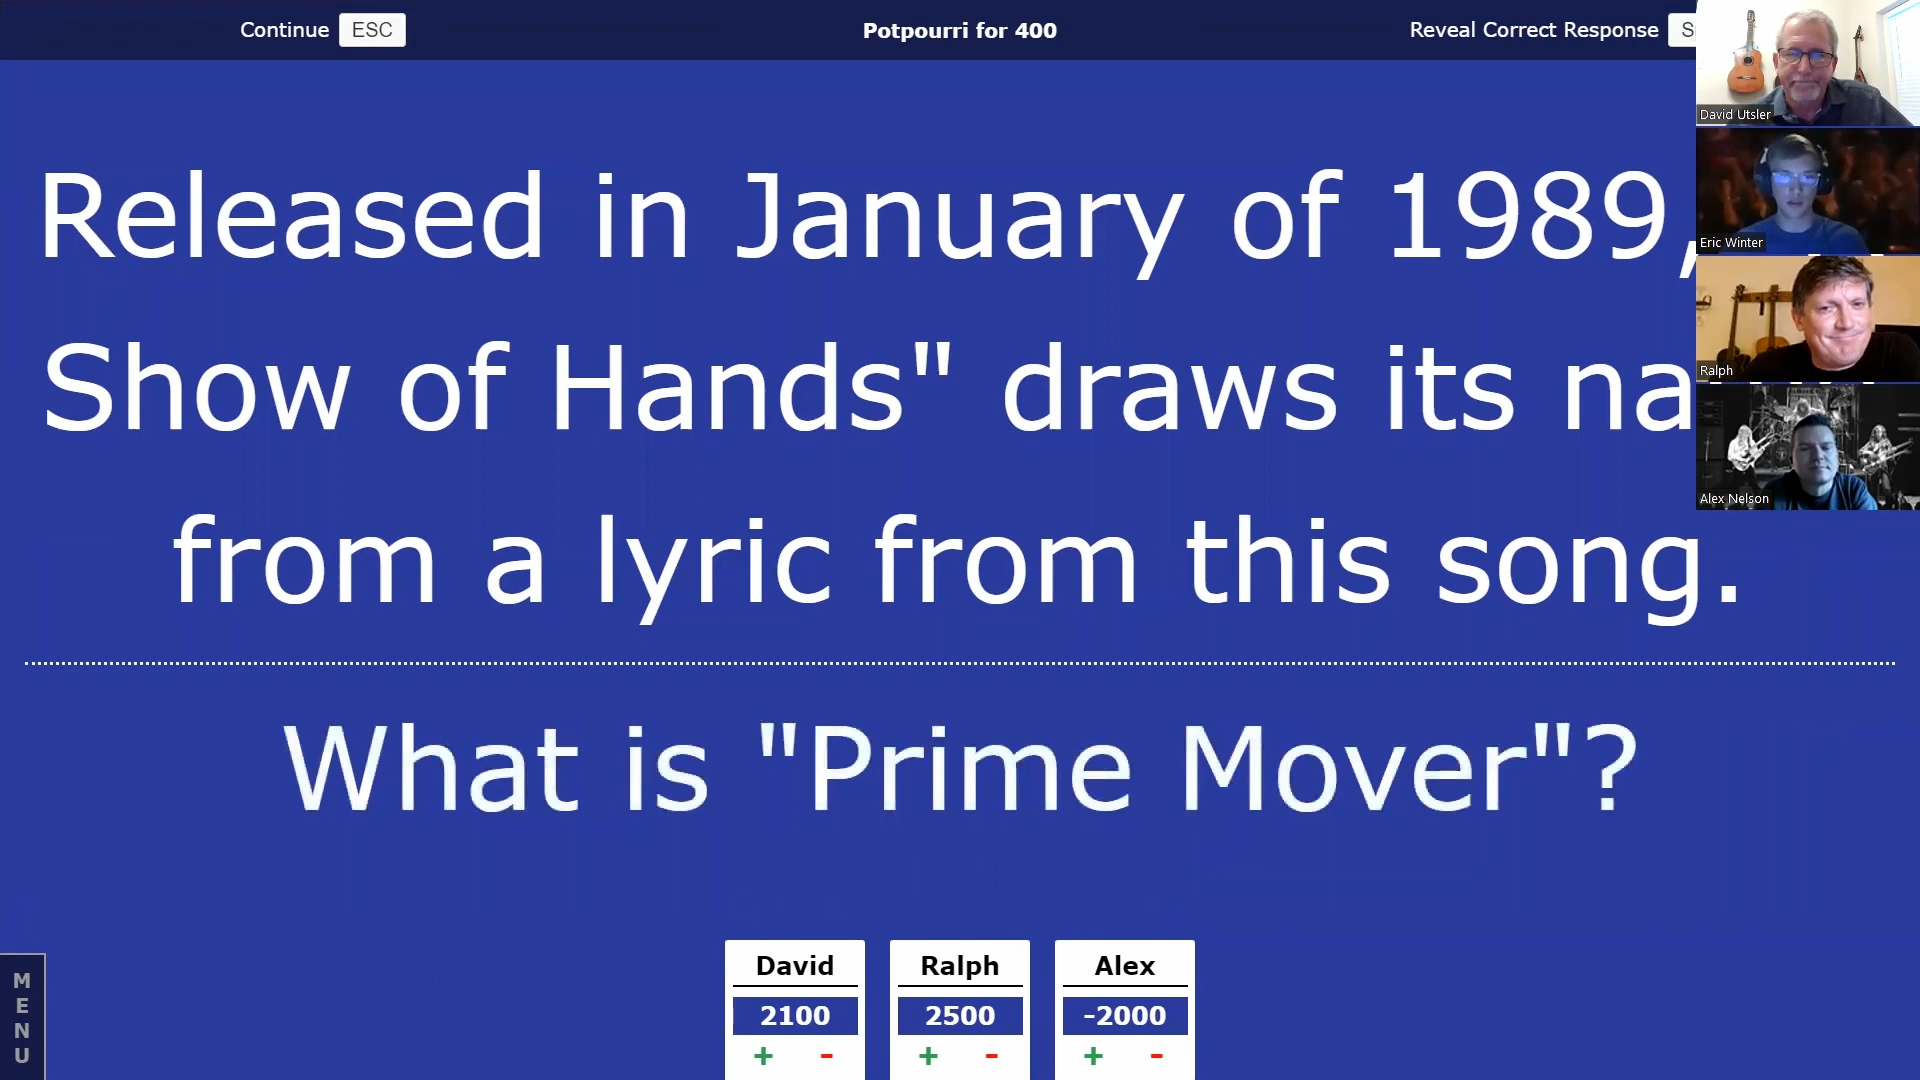 Continue ESC
Potpourri for 400
Reveal Correct Response
Released in January of 1989,
Show of Hands" draws its
from a lyric from this song.
What is "Prime Mover"?
David Utsler
Eric Winter
Ralph
Alex Nelson
MENU
David
2100
+ -
Ralph
2500
+ -
Alex
-2000
+ -